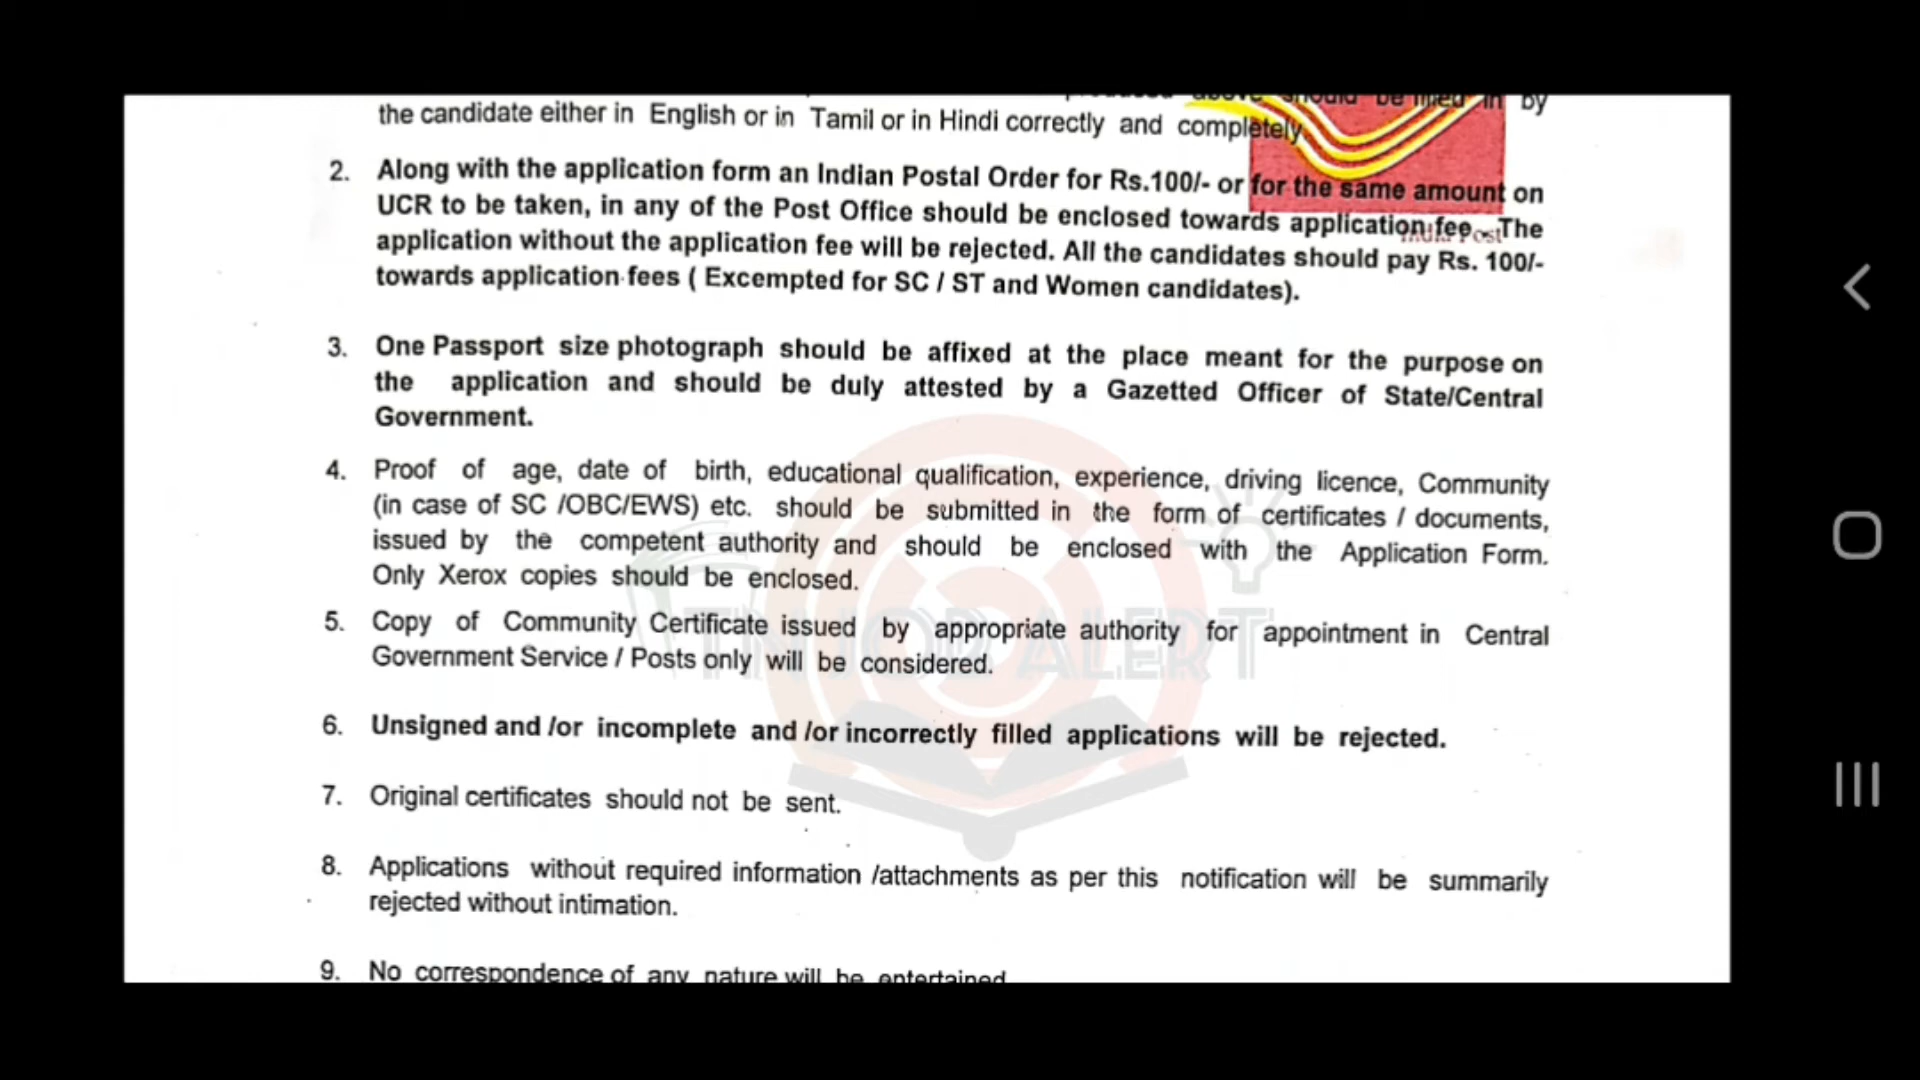 above should be filled in by
the candidate either in English or in Tamil or in Hindi correctly and completely.
2. Along with the application form an Indian Postal Order for Rs.100/- or for the same amount on
UCR to be taken, in any of the Post Office should be enclosed towards application fee. The
India Post
application without the application fee will be rejected. All the candidates should pay Rs. 100/-
towards application fees ( Excempted for SC / ST and Women candidates).
3. One Passport size photograph should be affixed at the place meant for the purpose on
the application and should be duly attested by a Gazetted Officer of State/Central
Government.
4. Proof of age, date of birth, educational qualification, experience, driving licence, Community
(in case of SC /OBC/EWS) etc. should be submitted in the form of certificates / documents,
issued by the competent authority and should be enclosed with the Application Form.
Only Xerox copies should be enclosed.
5. Copy of Community Certificate issued by appropriate authority for appointment in Central
Government Service / Posts only will be considered.
TNJOB ALERT
6. Unsigned and /or incomplete and /or incorrectly filled applications will be rejected.
7. Original certificates should not be sent.
8. Applications without required information /attachments as per this notification will be summarily
rejected without intimation.
9. No correspondence of any nature will be entertained